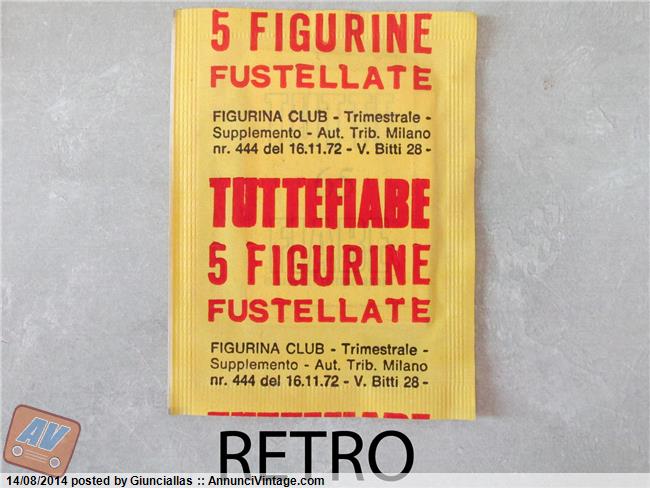 5 FIGURINE
FUSTELLATE
FIGURINA CLUB - Trimestrale -
Supplemento - Aut. Trib. Milano
nr. 444 del 16.11.72 - V. Bitti 28 -
TUTTEFIABE
5 FIGURINE
FUSTELLATE
FIGURINA CLUB - Trimestrale -
Supplemento - Aut. Trib. Milano
nr. 444 del 16.11.72 - V. Bitti 28 -
TUTTEFIABE
RETRO
AV
14/08/2014 posted by Giunciallas :: AnnunciVintage.com